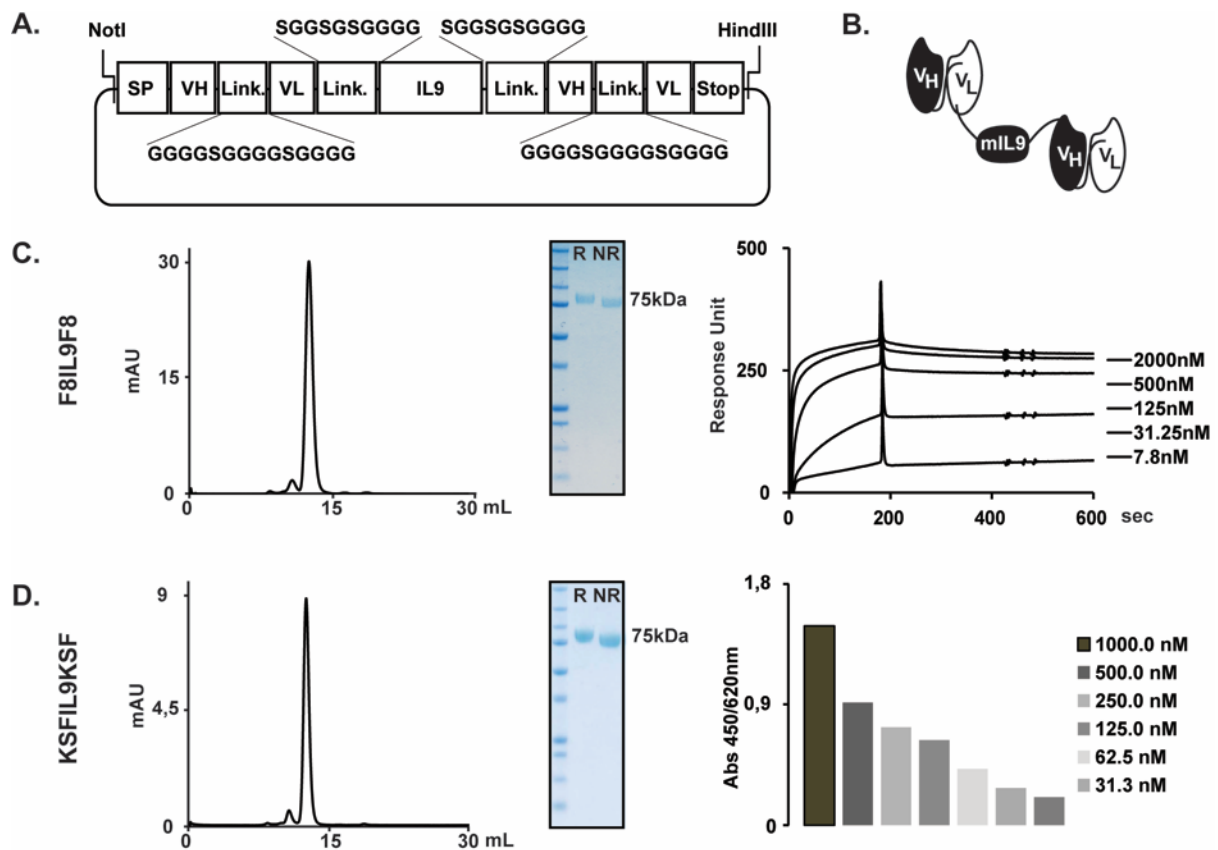 A.
SGGSGSGGGG SGGSGSGGGG
NotI
HindIII
SP VH Link. VL Link. IL9 Link. VH Link. VL Stop
GGGGSGGGGSGGGG GGGGSGGGGSGGGG
B.
VH VL
mIL9
VH VL
C.
F8IL9F8
mAU
30
15
0
0 15 30 mL
R NR
75kDa
Response Unit
500
250
0
0 200 400 600 sec
2000nM
500nM
125nM
31.25nM
7.8nM
D.
KSFIL9KSF
mAU
9
4,5
0
0 15 30 mL
R NR
75kDa
Abs 450/620nm
1,8
0,9
0
1000.0 nM
500.0 nM
250.0 nM
125.0 nM
62.5 nM
31.3 nM